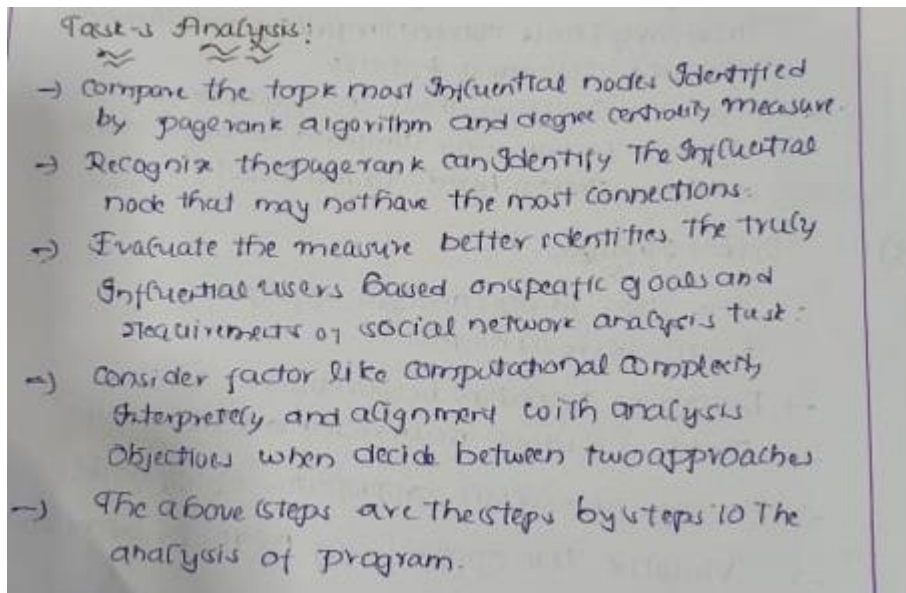 Task-3 Analysis:
→ Compare the topk most Influential nodes Identified
by pagerank algorithm and degree centrality measure.
→ Recognix the pagerank can Identify The Influential
node that may not have the most connections.
→ Evaluate the measure better identifies The truly
Influential users Based on specific goals and
requirements of social network analysis task:
→ Consider factor like computational complexity
Interpretely and alignment with analysis
Objectives when decide between two approaches
→ The above steps are the steps by steps to The
analysis of program.